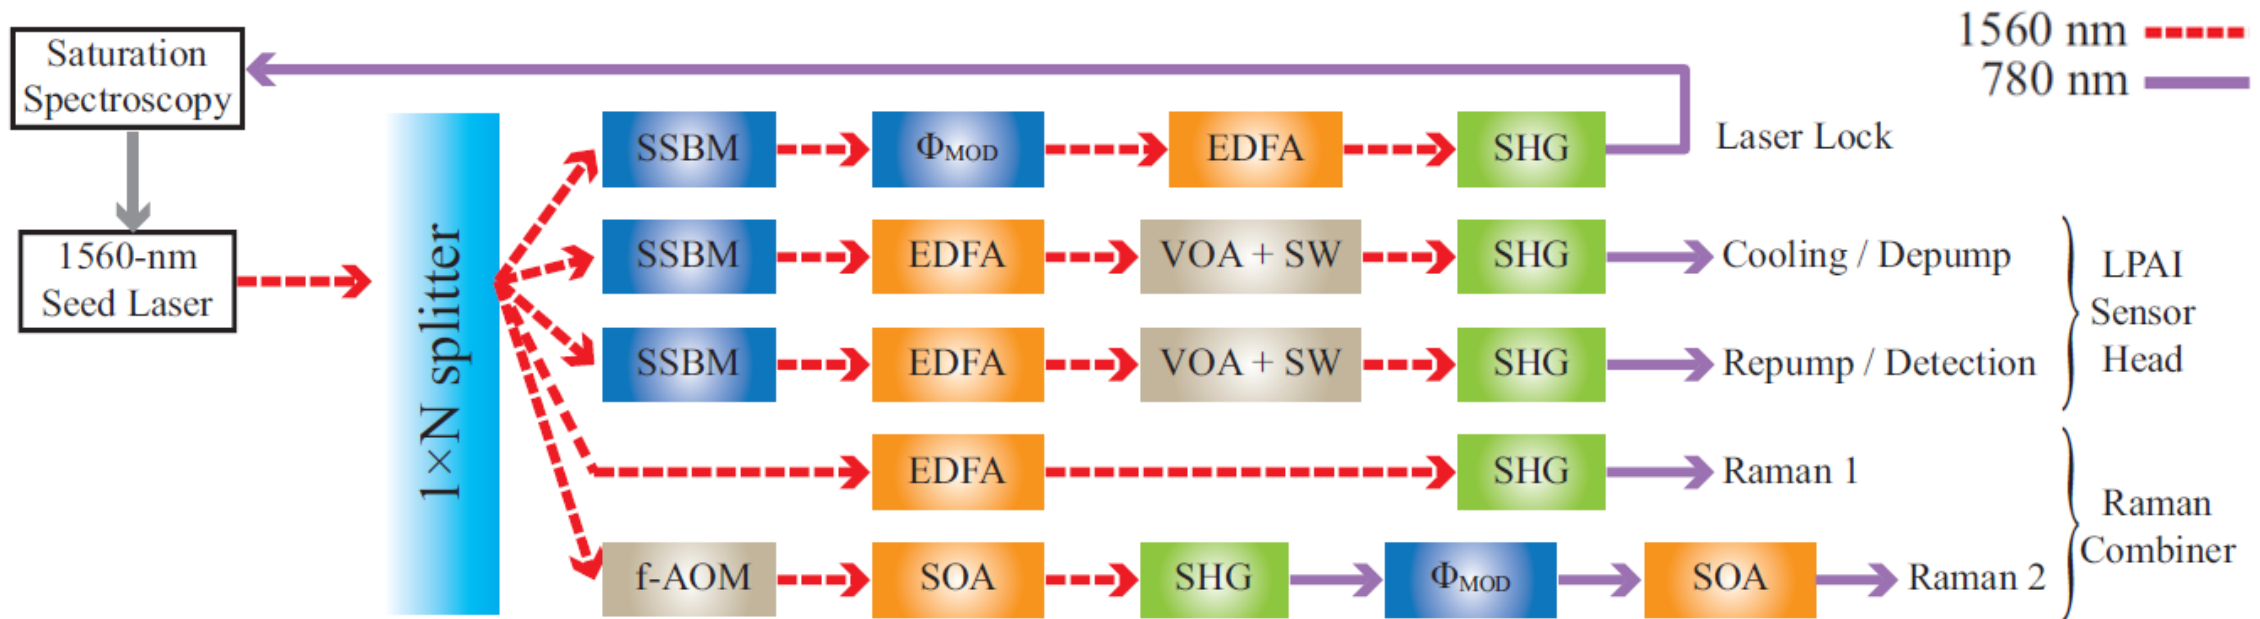 1560 nm
780 nm
Saturation
Spectroscopy
1560-nm
Seed Laser
1×N splitter
SSBM
Φ_MOD
EDFA
SHG
Laser Lock
SSBM
EDFA
VOA + SW
SHG
Cooling / Depump
SSBM
EDFA
VOA + SW
SHG
Repump / Detection
LPAI
Sensor
Head
EDFA
SHG
Raman 1
f-AOM
SOA
SHG
Φ_MOD
SOA
Raman 2
Raman
Combiner